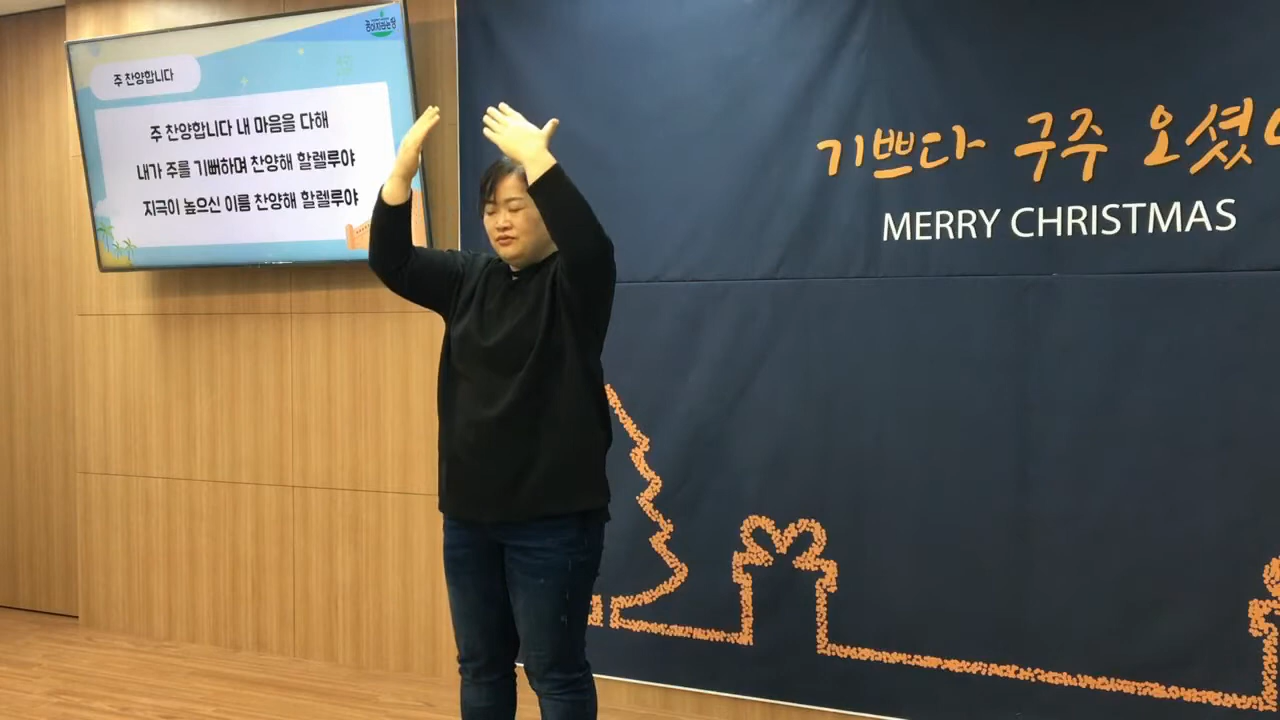 주 찬양합니다
주 찬양합니다 내 마음을 다해
내가 주를 기뻐하며 찬양해 할렐루야
지극이 높으신 이름 찬양해 할렐루야
기쁘다 구주 오셨
MERRY CHRISTMAS